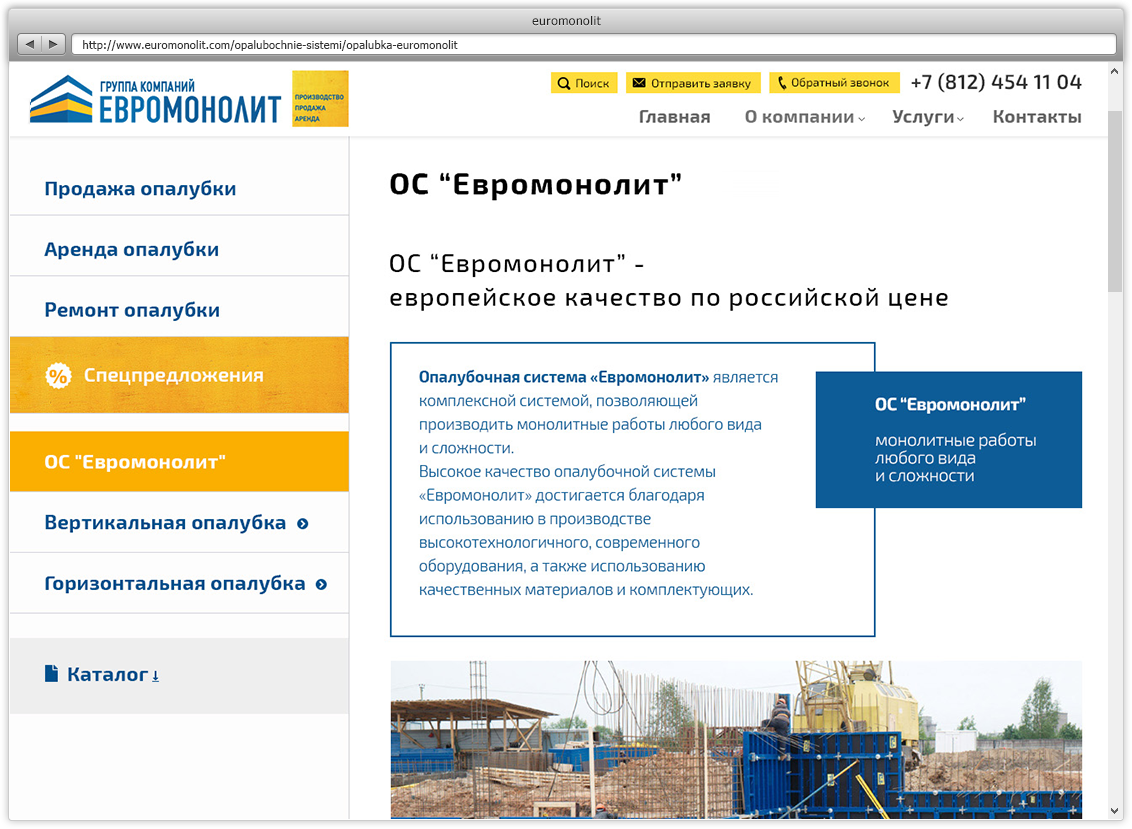 euromonolit
http://www.euromonolit.com/opalubochnie-sistemi/opalubka-euromonolit
ГРУППА КОМПАНИЙ
ЕВРОМОНОЛИТ
ПРОИЗВОДСТВО
ПРОДАЖА
АРЕНДА
Поиск
Отправить заявку
Обратный звонок
+7 (812) 454 11 04
Главная
О компании
Услуги
Контакты
Продажа опалубки
Аренда опалубки
Ремонт опалубки
% Спецпредложения
ОС "Евромонолит"
Вертикальная опалубка
Горизонтальная опалубка
Каталог
ОС “Евромонолит”
ОС “Евромонолит” -
европейское качество по российской цене
Опалубочная система «Евромонолит» является
комплексной системой, позволяющей
производить монолитные работы любого вида
и сложности.
Высокое качество опалубочной системы
«Евромонолит» достигается благодаря
использованию в производстве
высокотехнологичного, современного
оборудования, а также использованию
качественных материалов и комплектующих.
ОС “Евромонолит”
монолитные работы
любого вида
и сложности